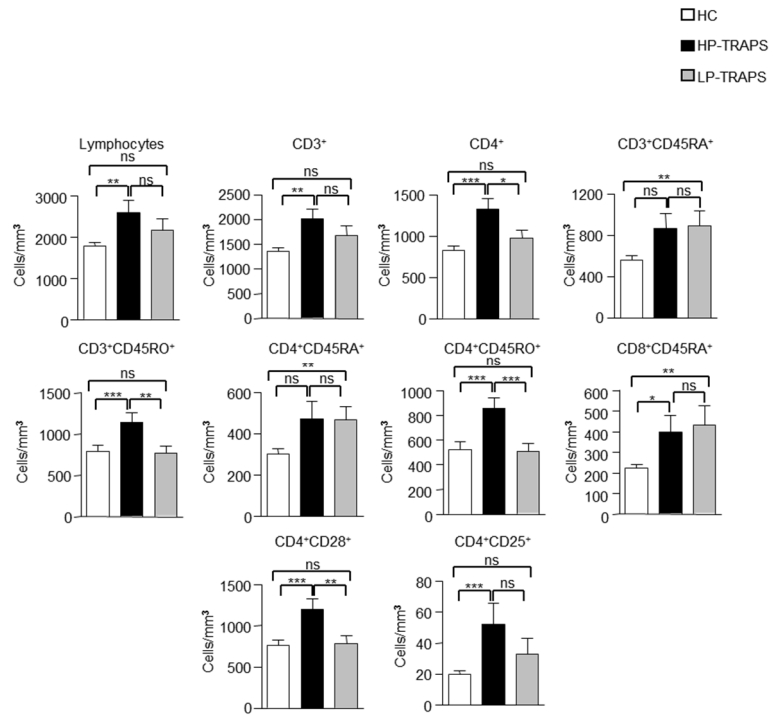 HC
HP-TRAPS
LP-TRAPS
Lymphocytes
ns
** ns
3000
2000
1000
0
Cells/mm³
CD3⁺
ns
** ns
2500
2000
1500
1000
500
0
Cells/mm³
CD4⁺
ns
*** *
1500
1000
500
0
Cells/mm³
CD3⁺CD45RA⁺
**
ns ns
1200
800
400
0
Cells/mm³
CD3⁺CD45RO⁺
ns
*** **
1500
1000
500
0
Cells/mm³
CD4⁺CD45RA⁺
**
ns ns
600
400
200
0
Cells/mm³
CD4⁺CD45RO⁺
ns
*** ***
1000
800
600
400
200
0
Cells/mm³
CD8⁺CD45RA⁺
**
* ns
600
500
400
300
200
100
0
Cells/mm³
CD4⁺CD28⁺
ns
*** **
1500
1000
500
0
Cells/mm³
CD4⁺CD25⁺
ns
*** ns
80
60
40
20
0
Cells/mm³